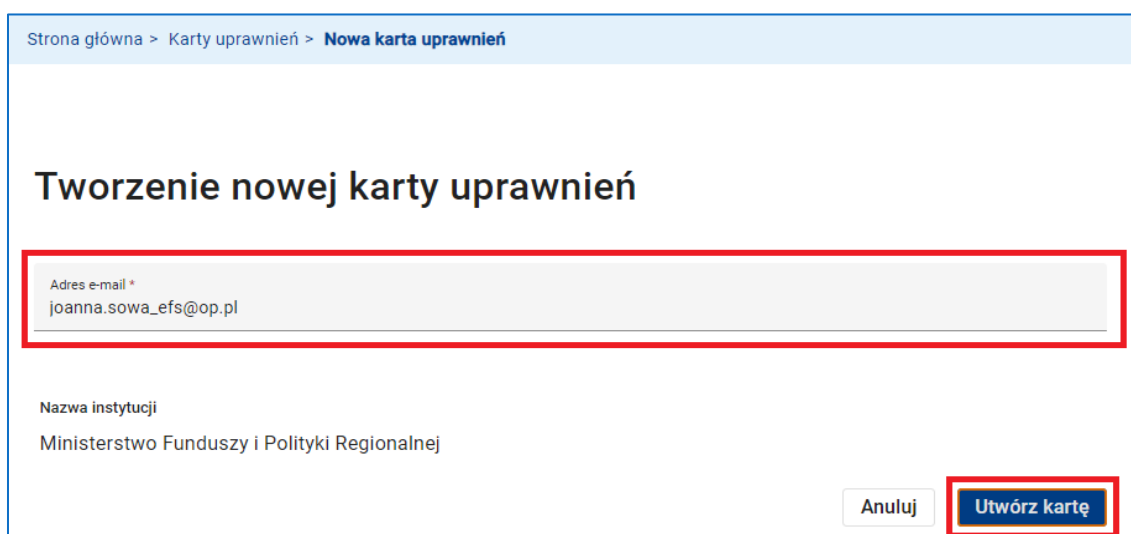 Strona główna > Karty uprawnień > Nowa karta uprawnień
Tworzenie nowej karty uprawnień
Adres e-mail *
joanna.sowa_efs@op.pl
Nazwa instytucji
Ministerstwo Funduszy i Polityki Regionalnej
Anuluj Utwórz kartę